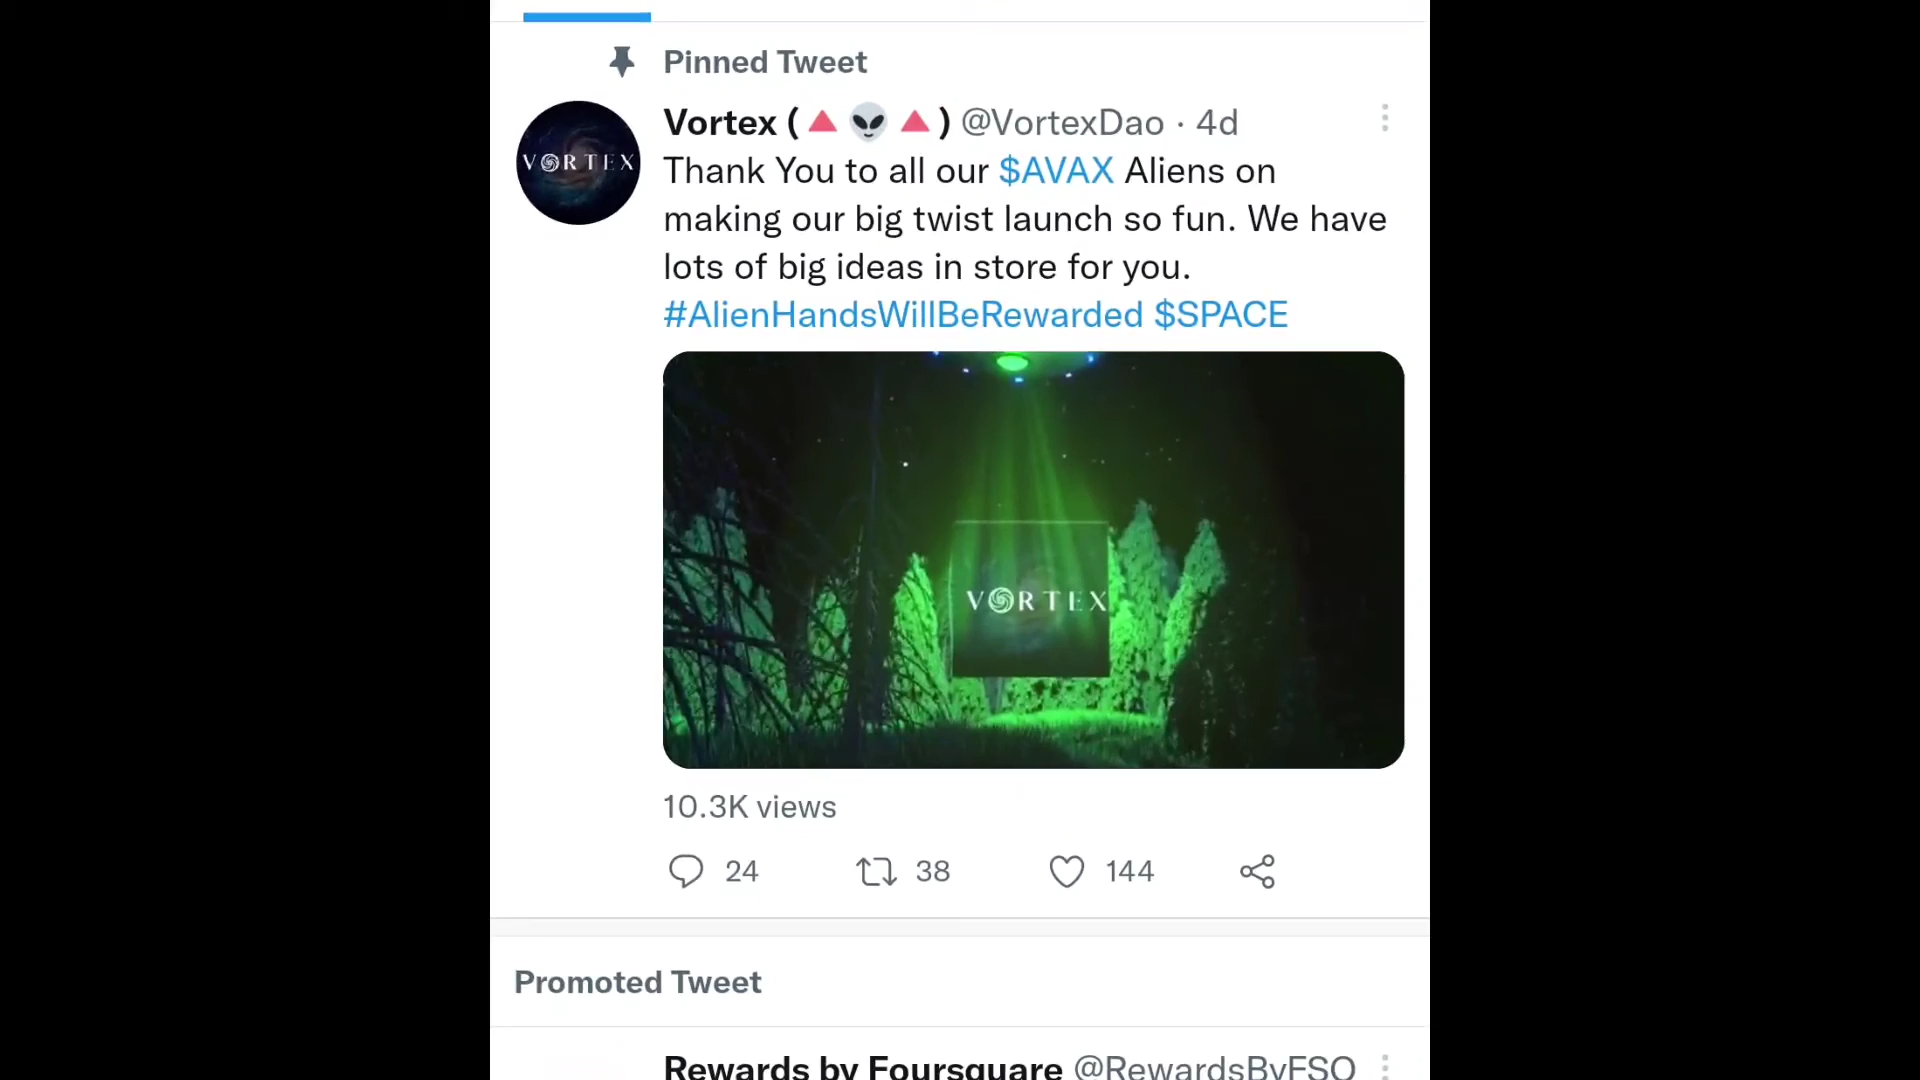 Pinned Tweet
Vortex (🔺👽🔺) @VortexDao · 4d
VORTEX
Thank You to all our $AVAX Aliens on
making our big twist launch so fun. We have
lots of big ideas in store for you.
#AlienHandsWillBeRewarded $SPACE
VORTEX
10.3K views
24 38 144
Promoted Tweet
Rewards by Foursquare @RewardsByFSQ